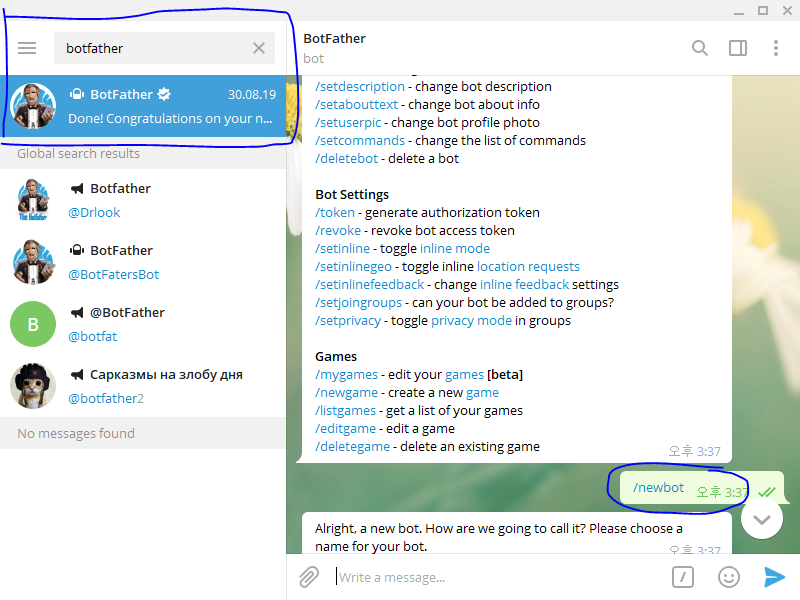 botfather
BotFather
30.08.19
Done! Congratulations on your n...
Global search results
Botfather
@Drlook
BotFather
@BotFatersBot
B
@BotFather
@botfat
Сарказмы на злобу дня
@botfather2
No messages found
BotFather
bot
/setdescription - change bot description
/setabouttext - change bot about info
/setuserpic - change bot profile photo
/setcommands - change the list of commands
/deletebot - delete a bot
Bot Settings
/token - generate authorization token
/revoke - revoke bot access token
/setinline - toggle inline mode
/setinlinegeo - toggle inline location requests
/setinlinefeedback - change inline feedback settings
/setjoingroups - can your bot be added to groups?
/setprivacy - toggle privacy mode in groups
Games
/mygames - edit your games [beta]
/newgame - create a new game
/listgames - get a list of your games
/editgame - edit a game
/deletegame - delete an existing game
오후 3:37
/newbot 오후 3:37
Alright, a new bot. How are we going to call it? Please choose a
name for your bot.
오후 3:37
Write a message...